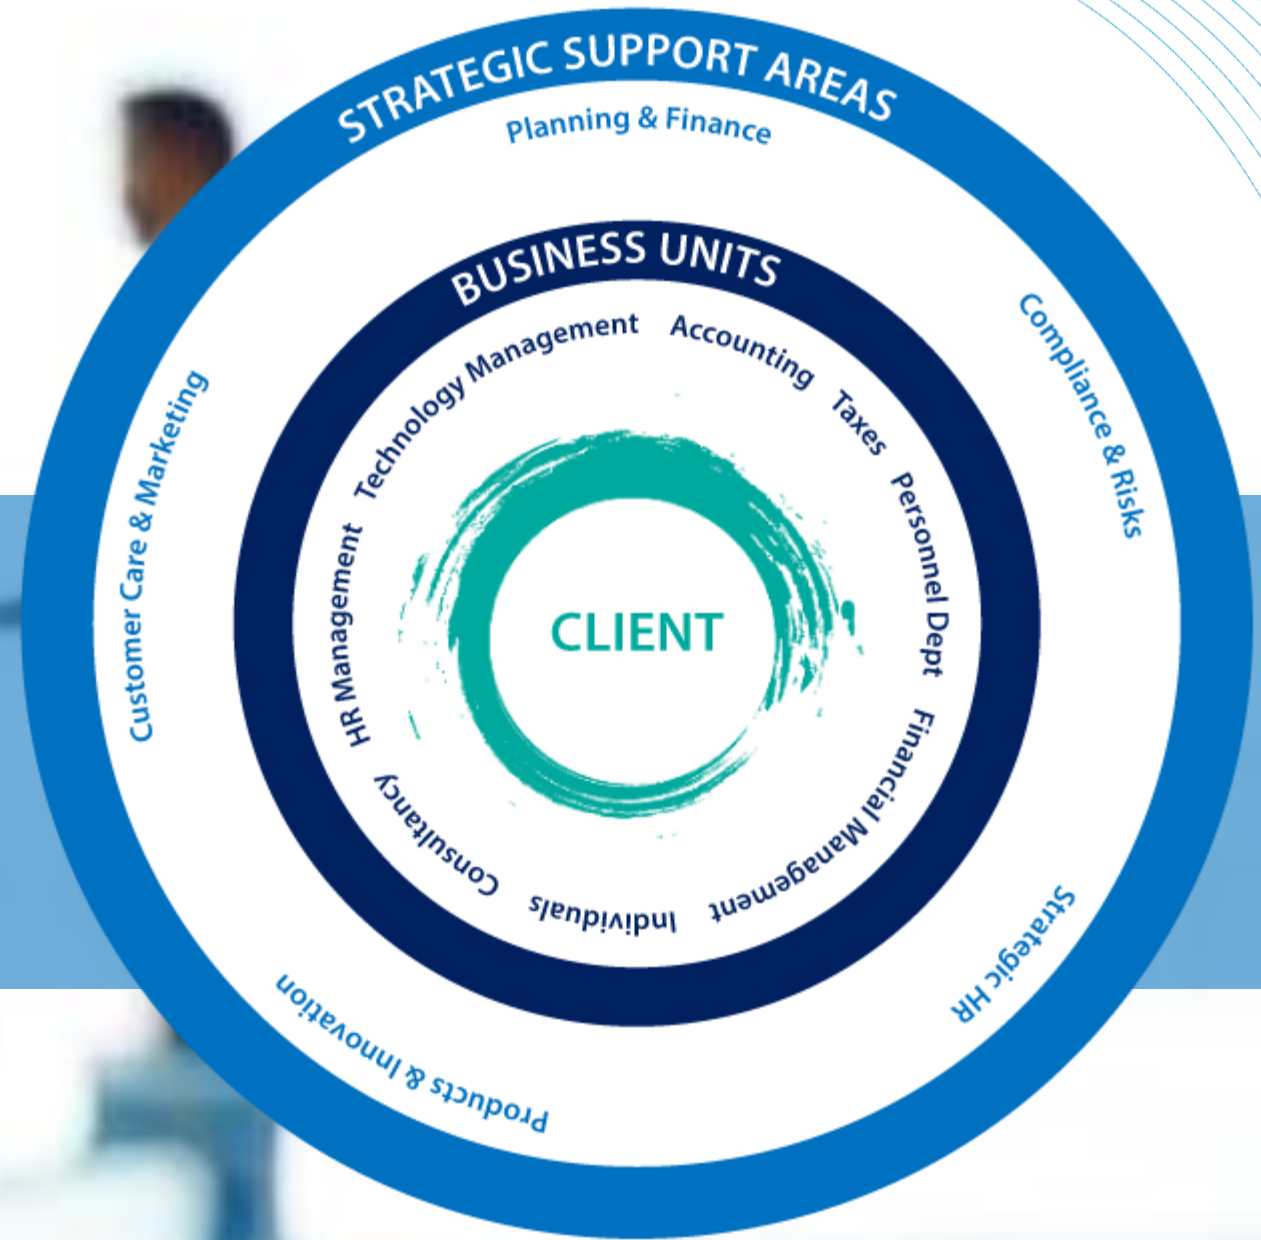 STRATEGIC SUPPORT AREAS
Planning & Finance
Compliance & Risks
Strategic HR
Products & Innovation
Customer Care & Marketing
BUSINESS UNITS
Accounting
Taxes
Personnel Dept
Financial Management
Individuals
Consultancy
HR Management
Technology Management
CLIENT